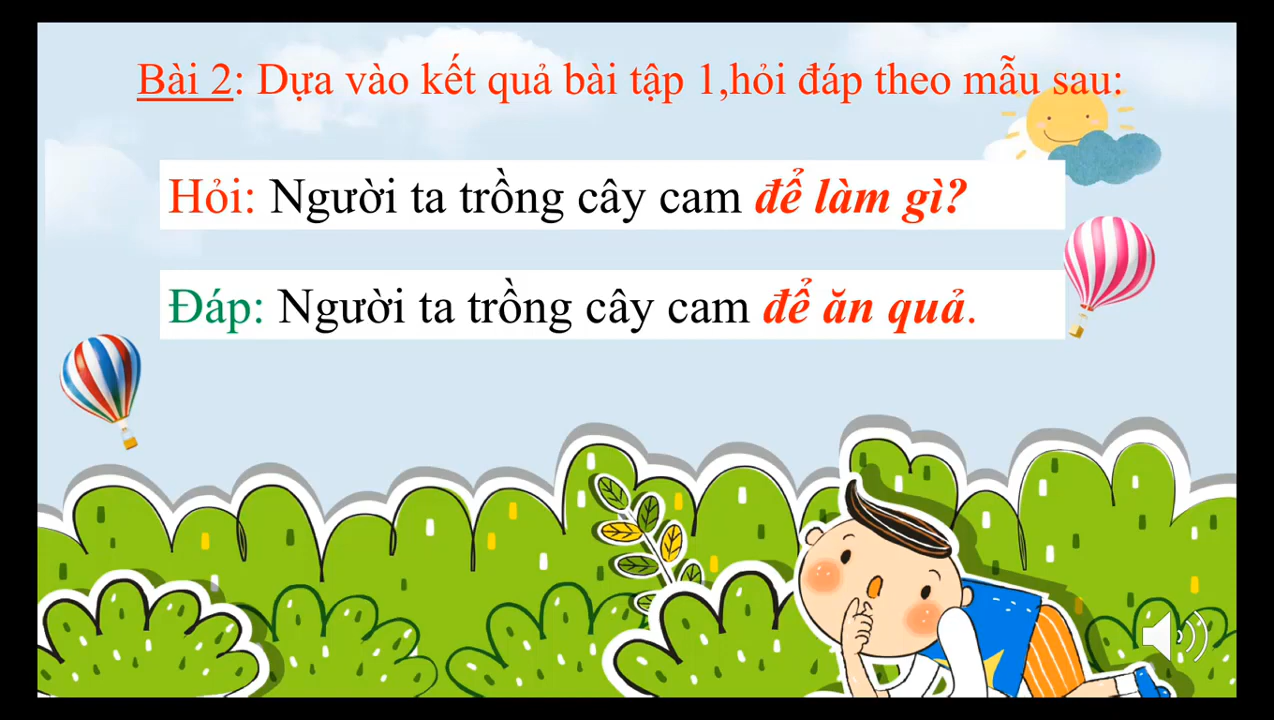 Bài 2: Dựa vào kết quả bài tập 1,hỏi đáp theo mẫu sau:
Hỏi: Người ta trồng cây cam để làm gì?
Đáp: Người ta trồng cây cam để ăn quả.